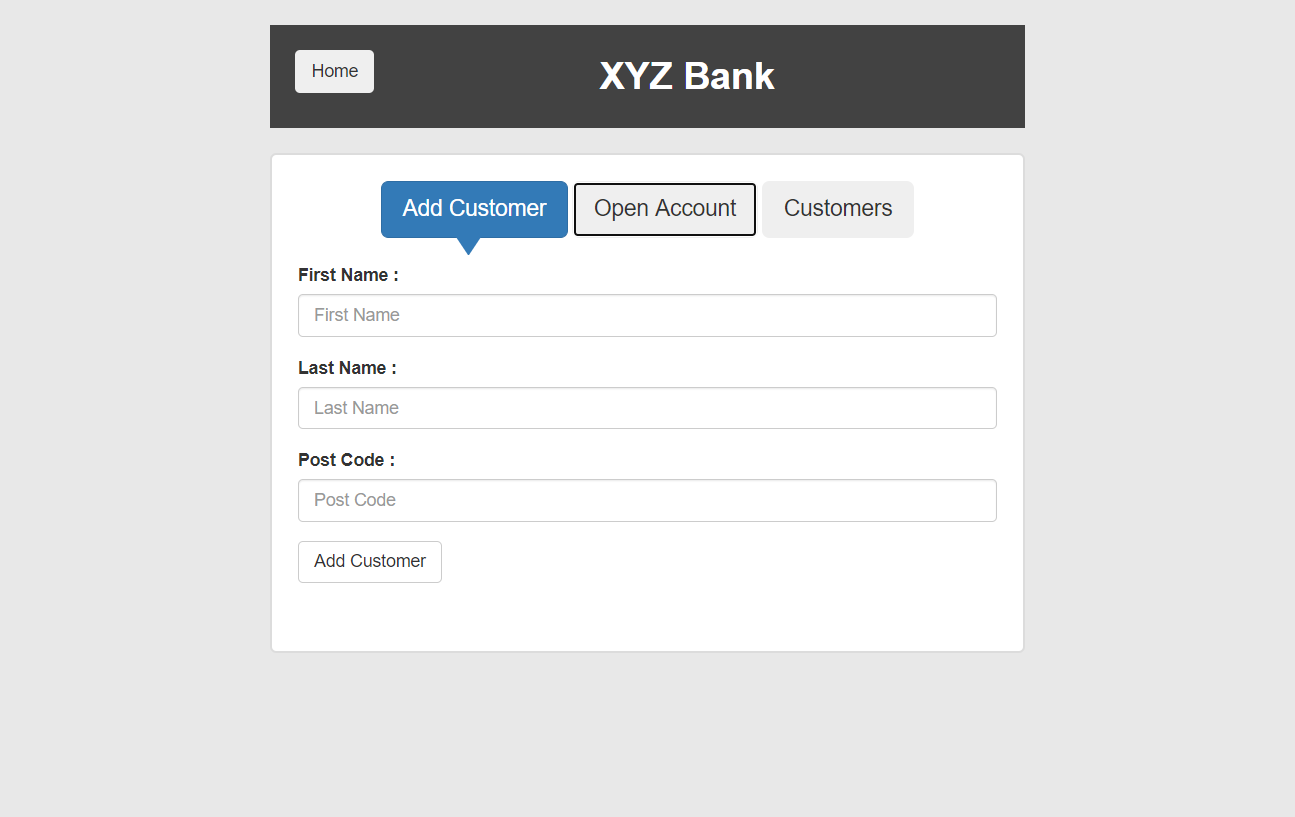 Home
XYZ Bank
Add Customer
Open Account
Customers
First Name :
First Name
Last Name :
Last Name
Post Code :
Post Code
Add Customer